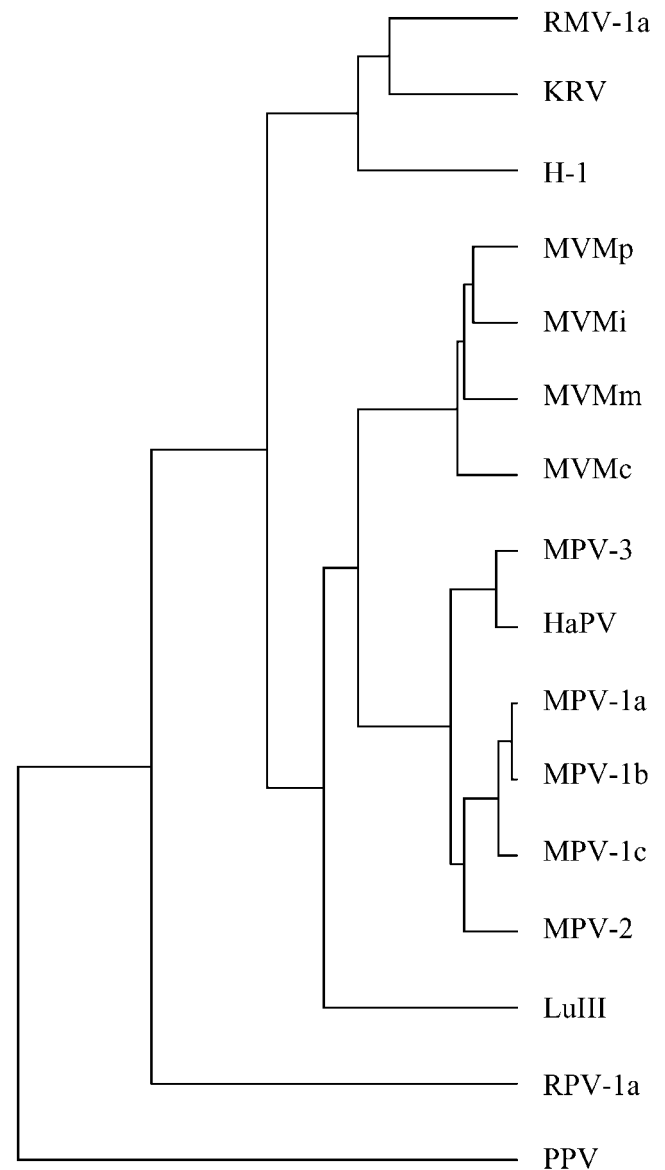 RMV-1a
KRV
H-1
MVMp
MVMi
MVMm
MVMc
MPV-3
HaPV
MPV-1a
MPV-1b
MPV-1c
MPV-2
LuIII
RPV-1a
PPV